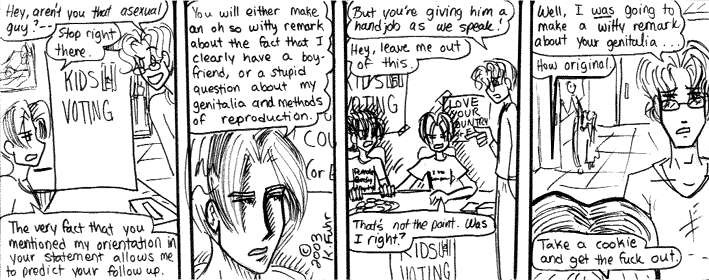 Hey, aren't you that asexual
guy?--
Stop right
there.
KIDS
VOTING
The very fact that you
mentioned my orientation in
your statement allows me
to predict your follow up.
You will either make
an oh so witty remark
about the fact that I
clearly have a boy-
friend, or a stupid
question about my
genitalia and methods
of reproduction.
COU
(or E
© 2003
K. Fuhr
But you're giving him a
handjob as we speak!
Hey, leave me out
of this.
KIDS
VOTING
LOVE
YOUR
That's not the point. Was
I right?
KIDS
VOTING
Well, I was going to
make a witty remark
about your genitalia...
How original.
Take a cookie
and get the fuck out.